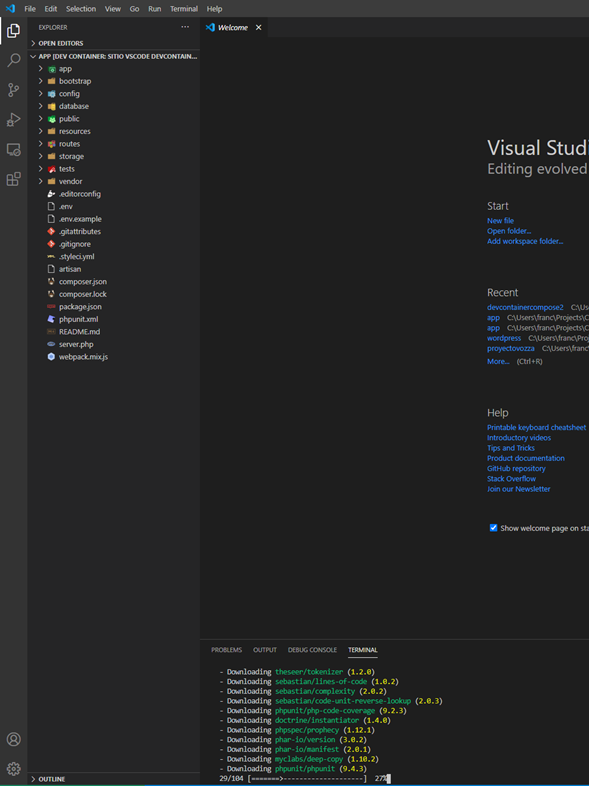 File Edit Selection View Go Run Terminal Help
EXPLORER ...
OPEN EDITORS
APP [DEV CONTAINER: SITIO VSCODE DEVCONTAIN...
app
bootstrap
config
database
public
resources
routes
storage
tests
vendor
.editorconfig
.env
.env.example
.gitattributes
.gitignore
.styleci.yml
artisan
composer.json
composer.lock
package.json
phpunit.xml
README.md
server.php
webpack.mix.js
OUTLINE
Welcome
Visual Studi
Editing evolved
Start
New file
Open folder...
Add workspace folder...
Recent
devcontainercompose2 C:\Use
app C:\Users\franc\Projects\C
app C:\Users\franc\Projects\C
wordpress C:\Users\franc\Proj
proyectovozza C:\Users\franc\
More... (Ctrl+R)
Help
Printable keyboard cheatsheet
Introductory videos
Tips and Tricks
Product documentation
GitHub repository
Stack Overflow
Join our Newsletter
Show welcome page on sta
PROBLEMS OUTPUT DEBUG CONSOLE TERMINAL
- Downloading theseer/tokenizer (1.2.0)
- Downloading sebastian/lines-of-code (1.0.2)
- Downloading sebastian/complexity (2.0.2)
- Downloading sebastian/code-unit-reverse-lookup (2.0.3)
- Downloading phpunit/php-code-coverage (9.2.3)
- Downloading doctrine/instantiator (1.4.0)
- Downloading phpspec/prophecy (1.12.1)
- Downloading phar-io/version (3.0.2)
- Downloading phar-io/manifest (2.0.1)
- Downloading myclabs/deep-copy (1.10.2)
- Downloading phpunit/phpunit (9.4.3)
29/104 [=======>--------------------] 27%